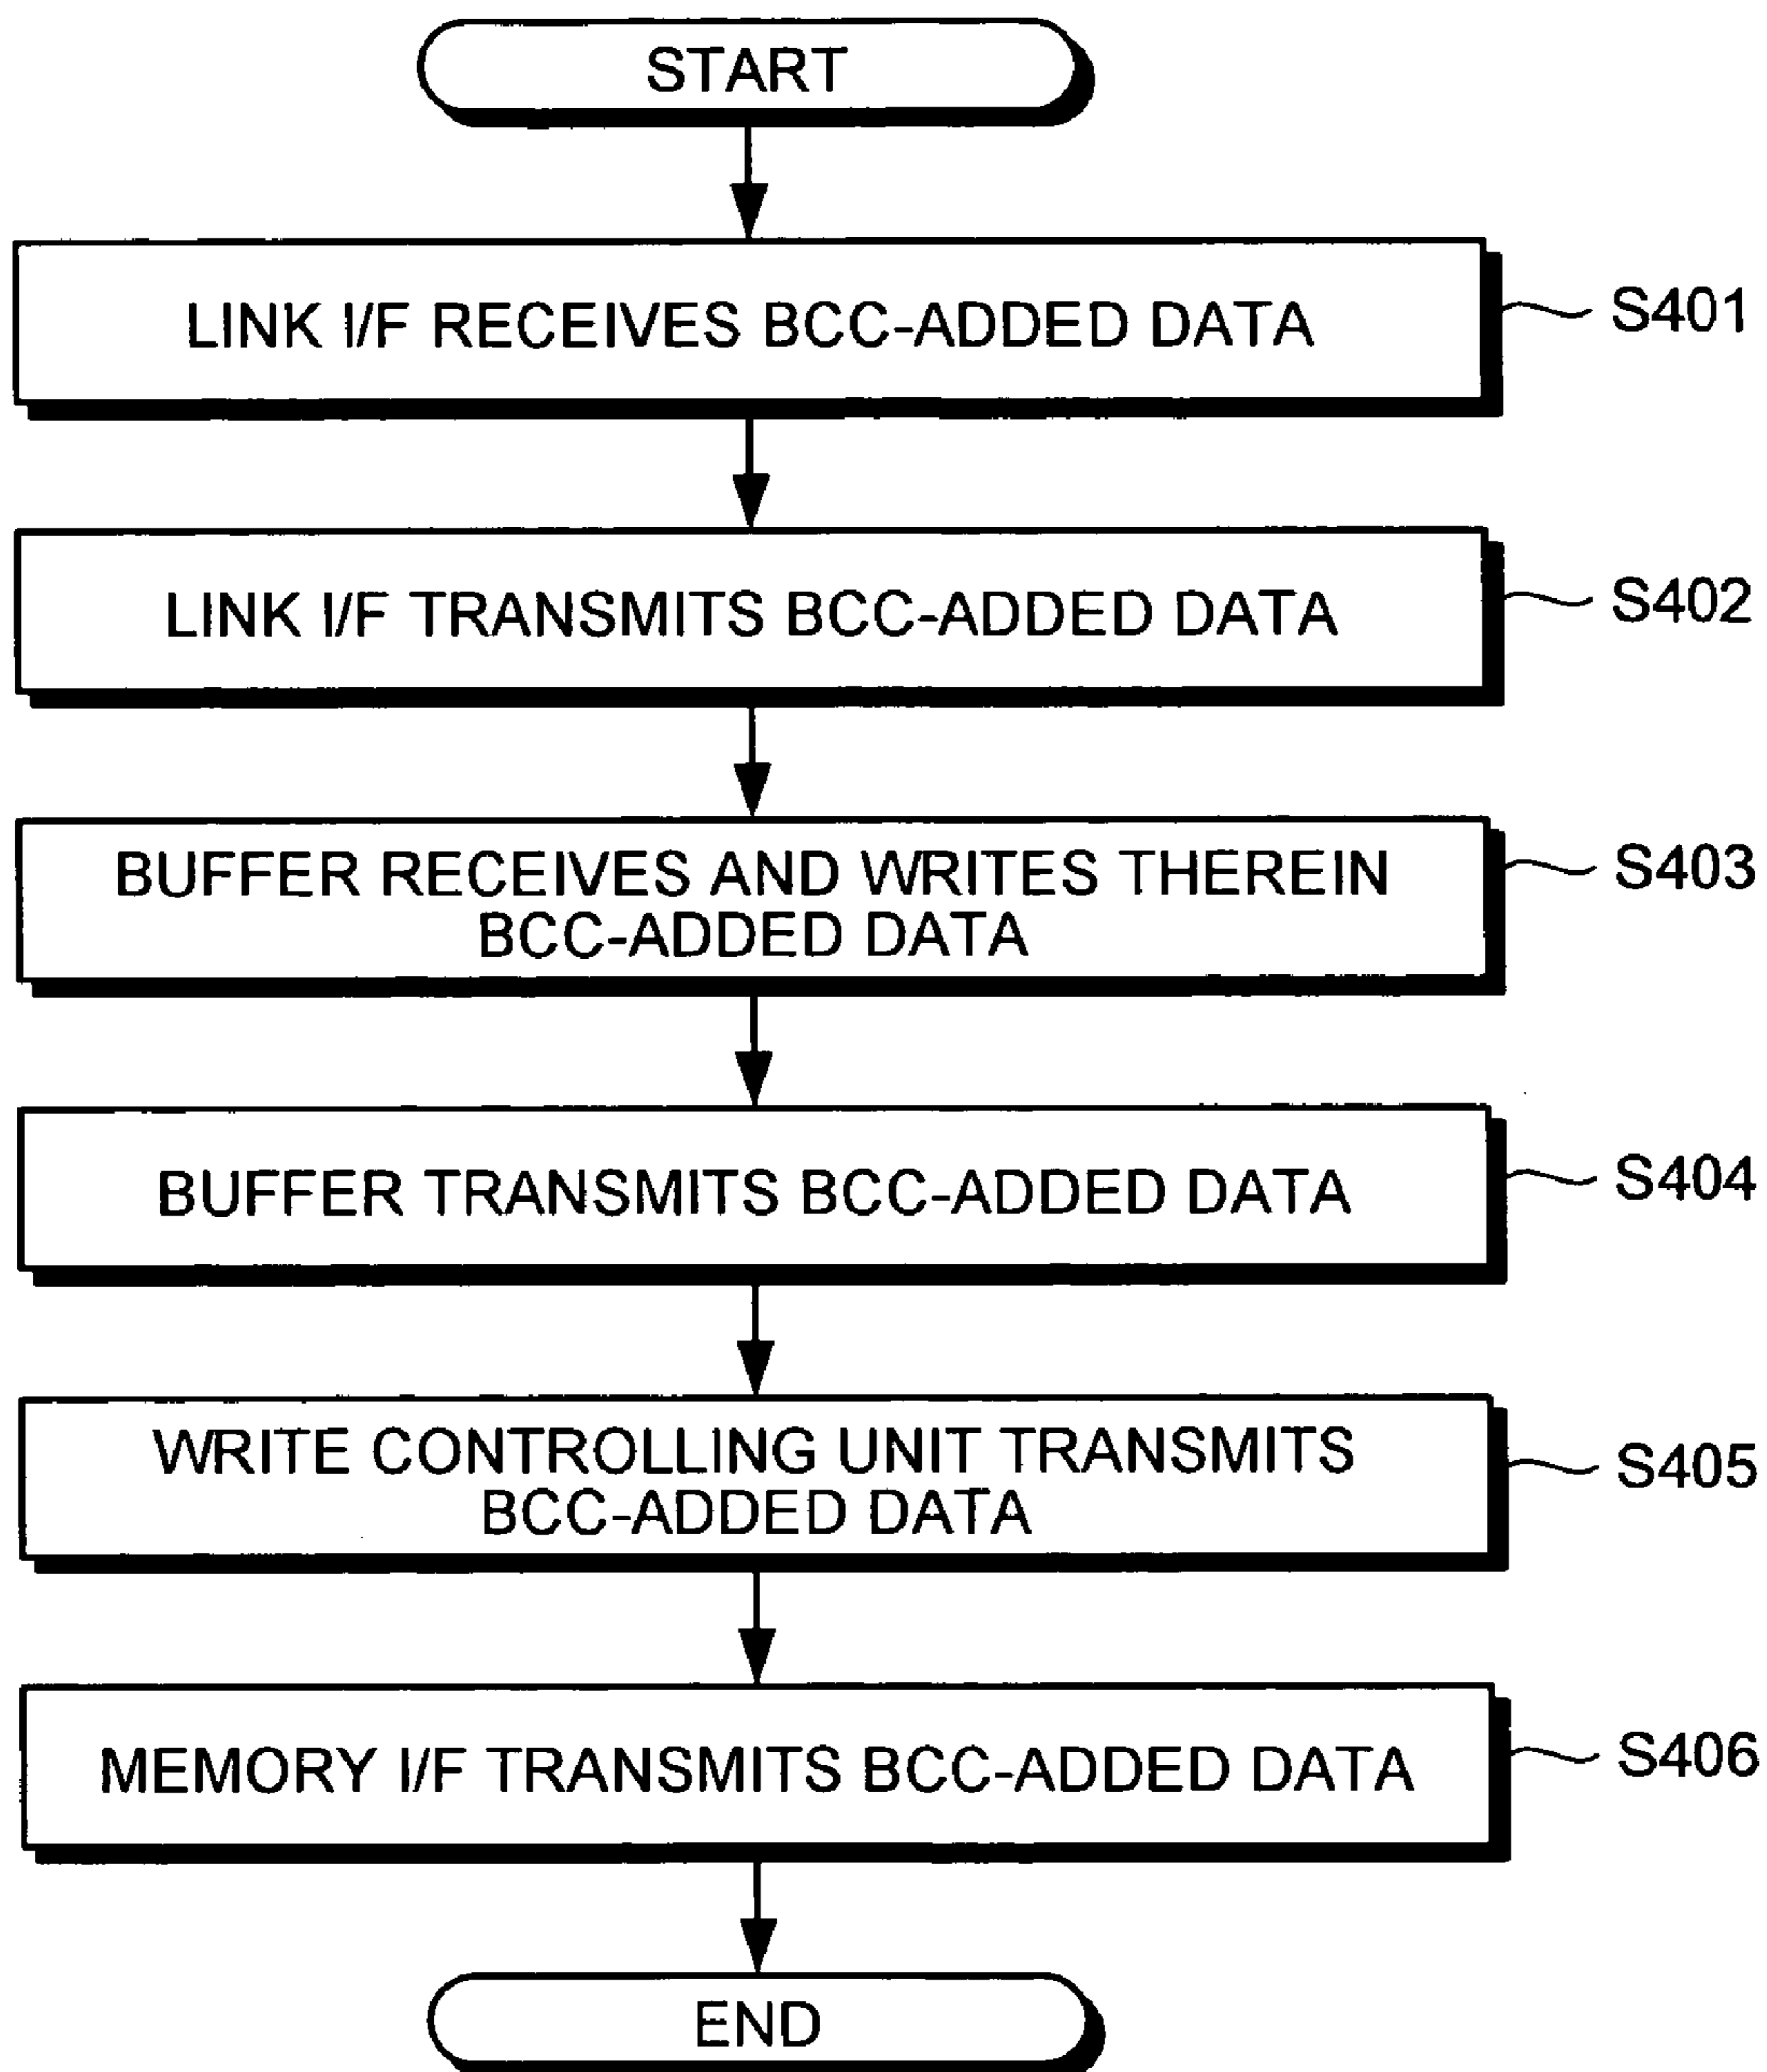 START
LINK I/F RECEIVES BCC-ADDED DATA
S401
LINK I/F TRANSMITS BCC-ADDED DATA
S402
BUFFER RECEIVES AND WRITES THEREIN
BCC-ADDED DATA
S403
BUFFER TRANSMITS BCC-ADDED DATA
S404
WRITE CONTROLLING UNIT TRANSMITS
BCC-ADDED DATA
S405
MEMORY I/F TRANSMITS BCC-ADDED DATA
S406
END